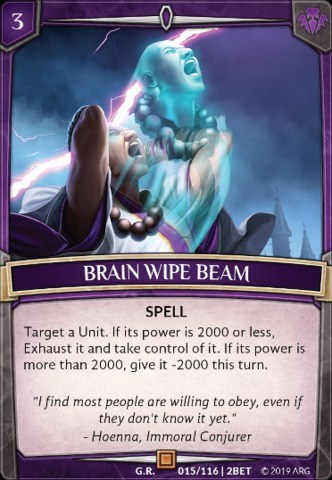 3
BRAIN WIPE BEAM
SPELL
Target a Unit. If its power is 2000 or less,
Exhaust it and take control of it. If its power is
more than 2000, give it -2000 this turn.
"I find most people are willing to obey, even if
they don't know it yet."
- Hoenna, Immoral Conjurer
G.R. 015/116 | 2BET © 2019 ARG